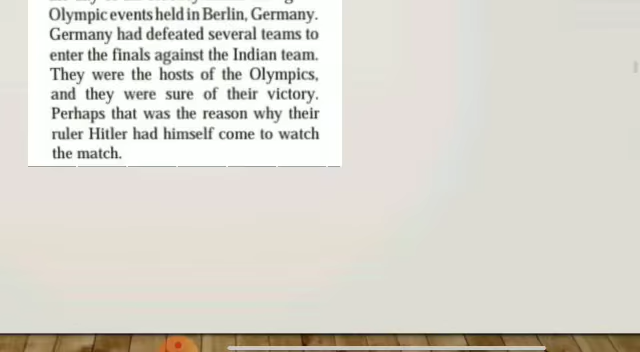 Olympic events held in Berlin, Germany.
Germany had defeated several teams to
enter the finals against the Indian team.
They were the hosts of the Olympics,
and they were sure of their victory.
Perhaps that was the reason why their
ruler Hitler had himself come to watch
the match.